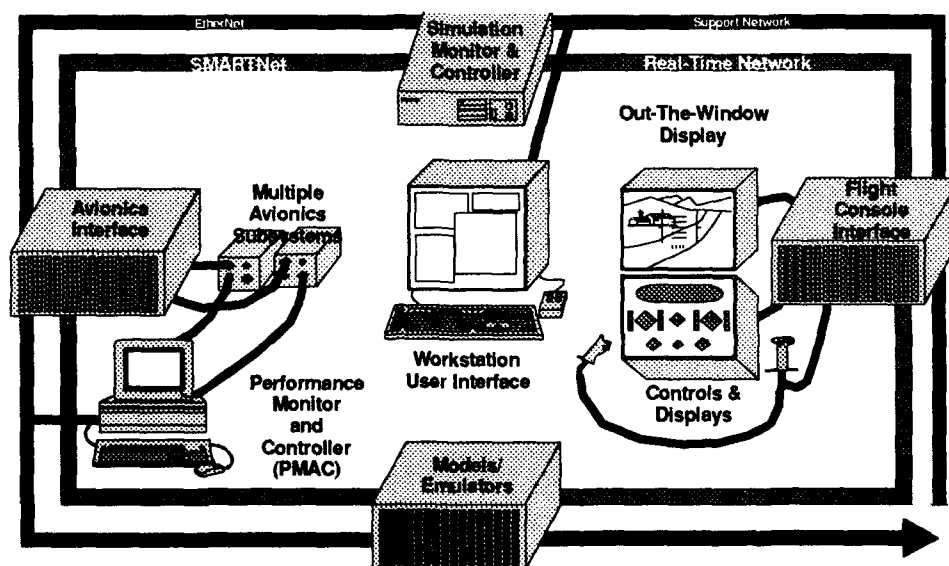 EtherNet
Support Network
Simulation
Monitor &
Controller
SMARTNet
Real-Time Network
Out-The-Window
Display
Avionics
Interface
Multiple
Avionics
Subsystems
Flight
Console
Interface
Workstation
User Interface
Controls &
Displays
Performance
Monitor
and
Controller
(PMAC)
Models/
Emulators